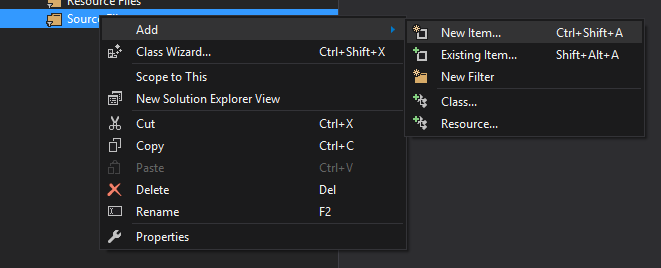 Resource Files
Source
Add
Class Wizard... Ctrl+Shift+X
Scope to This
New Solution Explorer View
Cut Ctrl+X
Copy Ctrl+C
Paste Ctrl+V
Delete Del
Rename F2
Properties
New Item... Ctrl+Shift+A
Existing Item... Shift+Alt+A
New Filter
Class...
Resource...